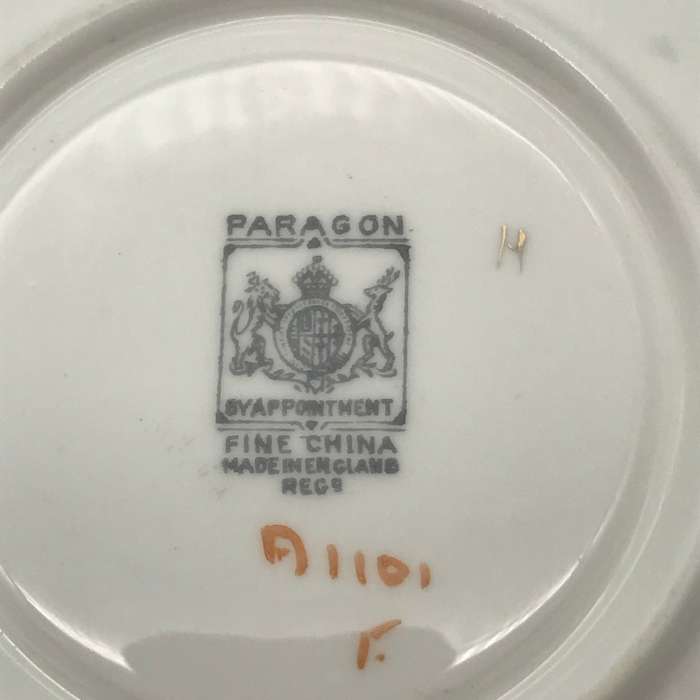 PARAGON
H
BY APPOINTMENT
FINE CHINA
MADE IN ENGLAND
REGD
A1101
F.